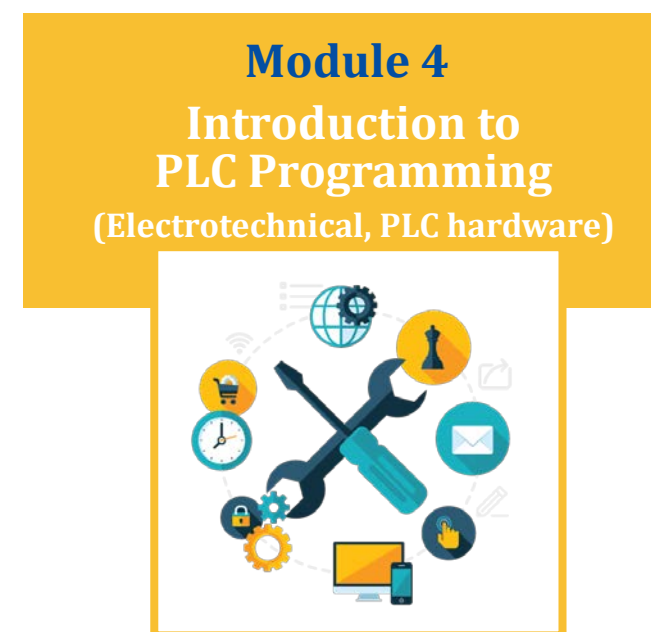 Module 4
Introduction to
PLC Programming
(Electrotechnical, PLC hardware)